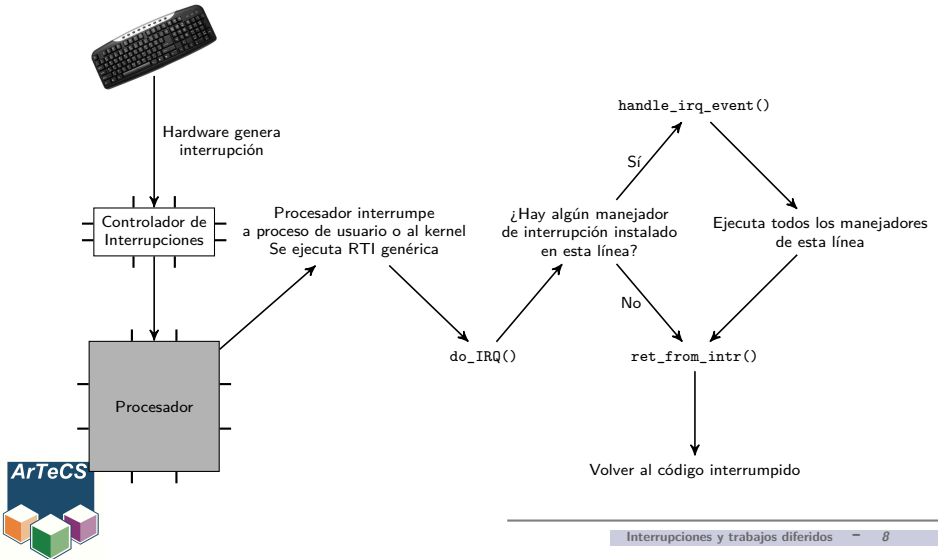 Hardware genera
interrupción
Controlador de
Interrupciones
Procesador
Procesador interrumpe
a proceso de usuario o al kernel
Se ejecuta RTI genérica
do_IRQ()
¿Hay algún manejador
de interrupción instalado
en esta línea?
Sí
No
handle_irq_event()
Ejecuta todos los manejadores
de esta línea
ret_from_intr()
Volver al código interrumpido
ArTeCS
Interrupciones y trabajos diferidos – 8